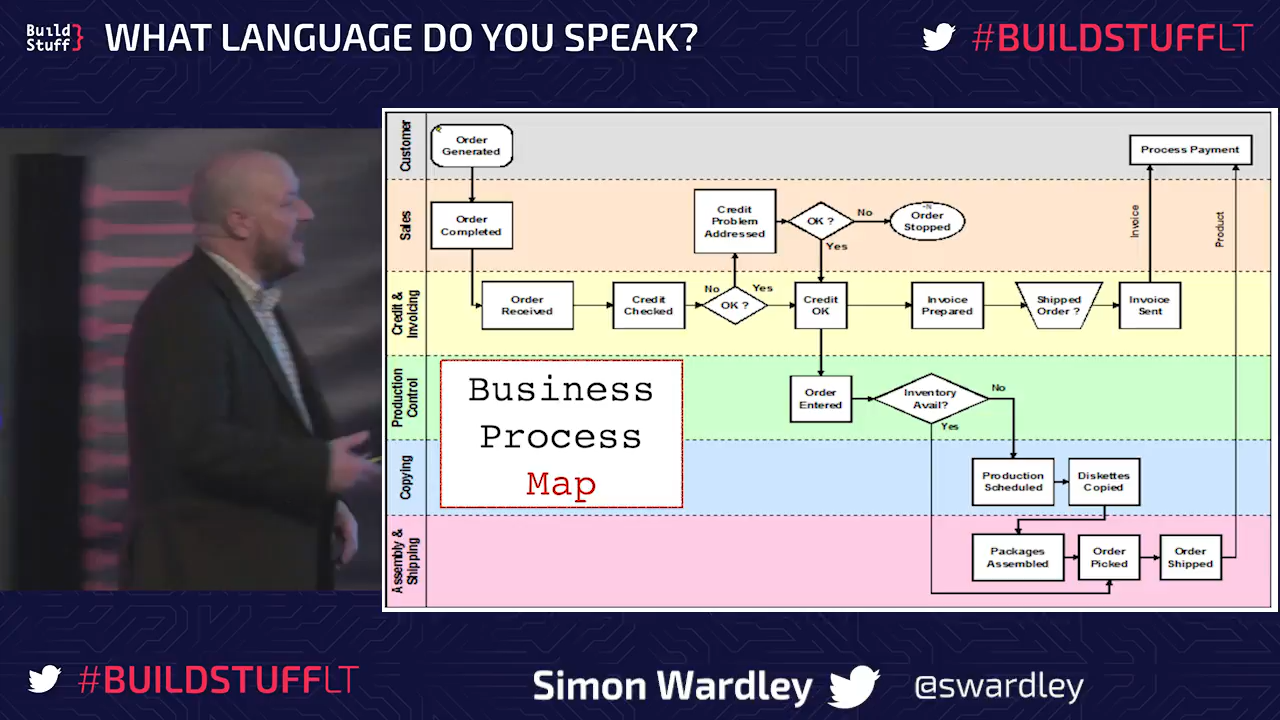 Build
Stuff}
WHAT LANGUAGE DO YOU SPEAK?
#BUILDSTUFFLT
Customer
Order
Generated
Process Payment
Sales
Order
Completed
Credit
Problem
Addressed
OK ?
No
Yes
Order
Stopped
Invoice
Product
Credit &
Invoicing
Order
Received
Credit
Checked
No
OK ?
Yes
Credit
OK
Invoice
Prepared
Shipped
Order ?
Invoice
Sent
Business
Process
Map
Production
Control
Order
Entered
Inventory
Avail?
No
Yes
Copying
Production
Scheduled
Diskettes
Copied
Assembly &
Shipping
Packages
Assembled
Order
Picked
Order
Shipped
#BUILDSTUFFLT
Simon Wardley
@swardley